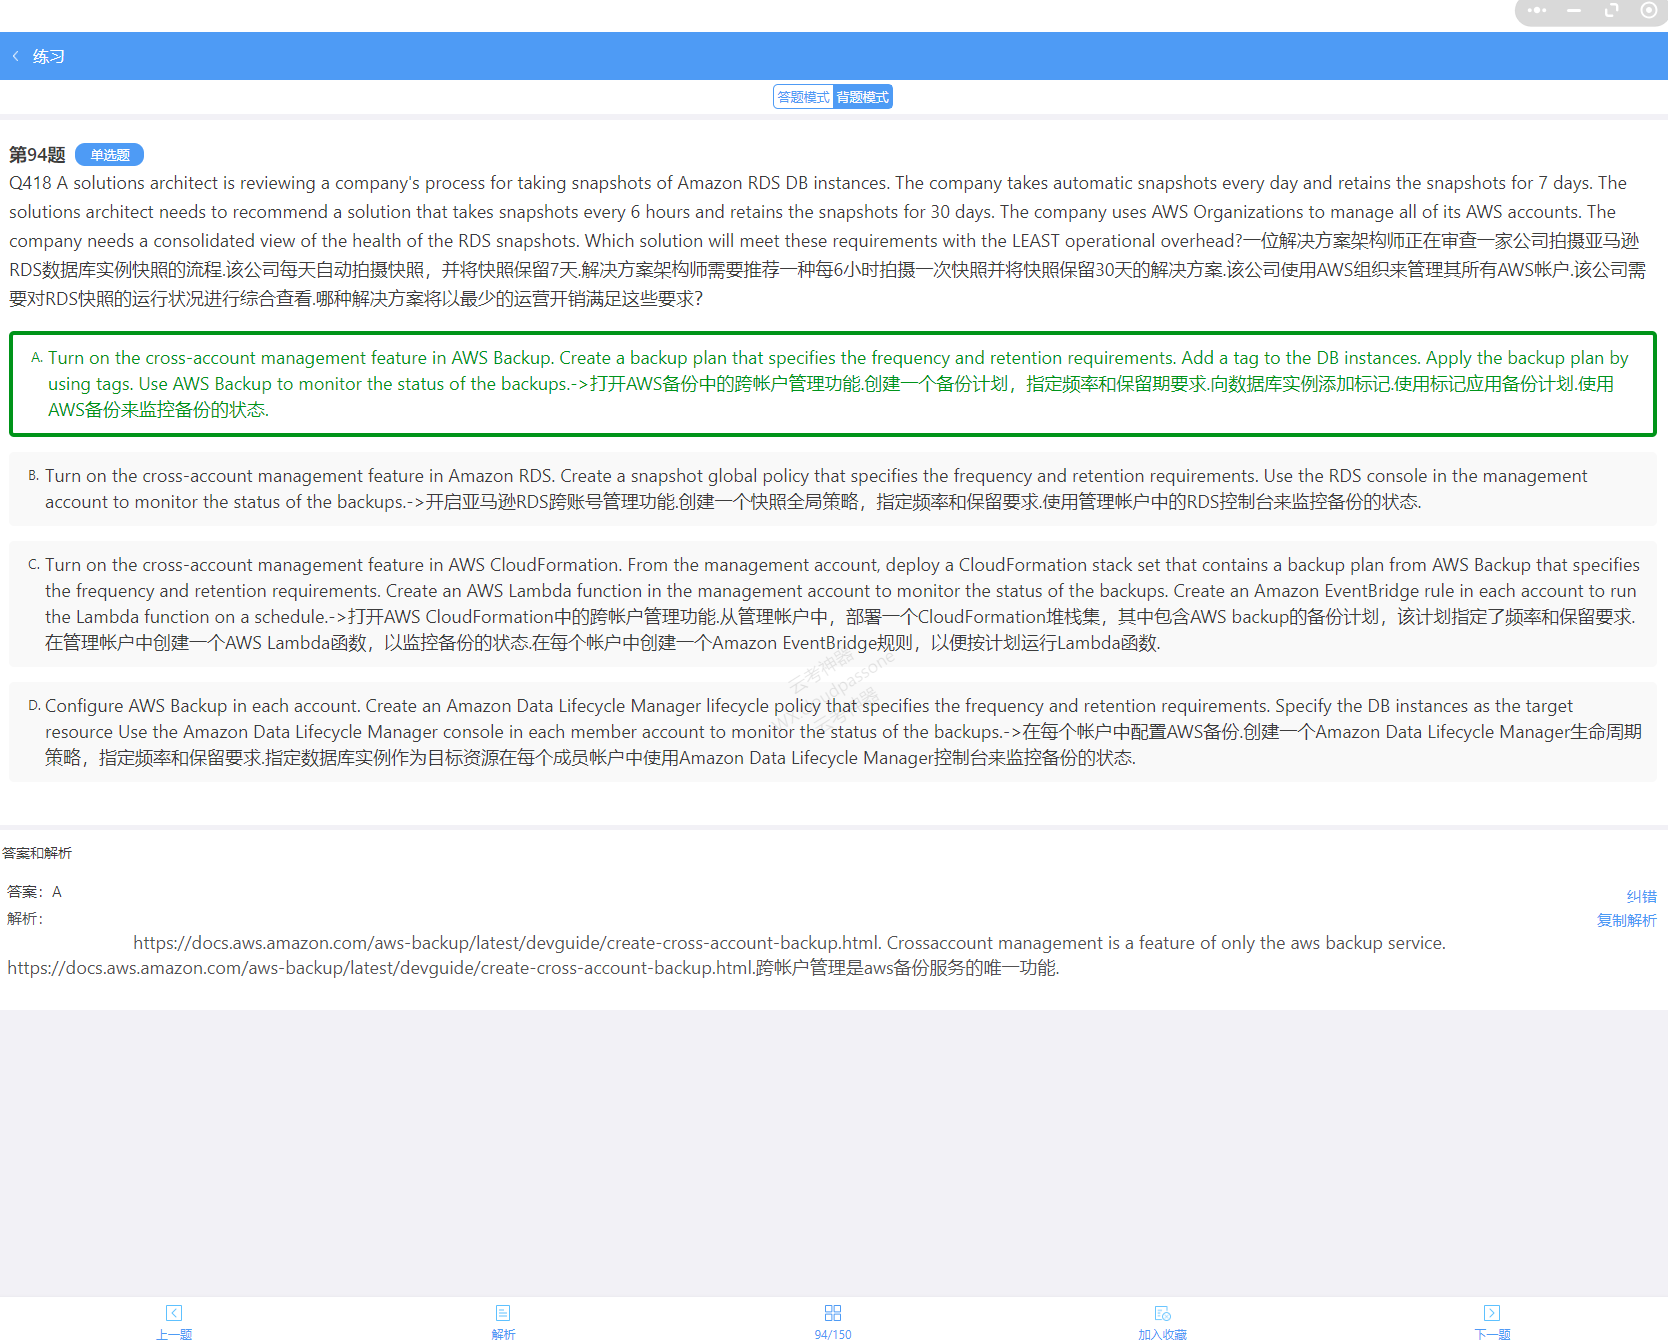 练习
答题模式 背题模式
第94题 单选题
Q418 A solutions architect is reviewing a company's process for taking snapshots of Amazon RDS DB instances. The company takes automatic snapshots every day and retains the snapshots for 7 days. The
solutions architect needs to recommend a solution that takes snapshots every 6 hours and retains the snapshots for 30 days. The company uses AWS Organizations to manage all of its AWS accounts. The
company needs a consolidated view of the health of the RDS snapshots. Which solution will meet these requirements with the LEAST operational overhead?一位解决方案架构师正在审查一家公司拍摄亚马逊
RDS数据库实例快照的流程.该公司每天自动拍摄快照，并将快照保留7天.解决方案架构师需要推荐一种每6小时拍摄一次快照并将快照保留30天的解决方案.该公司使用AWS组织来管理其所有AWS帐户.该公司需
要对RDS快照的运行状况进行综合查看.哪种解决方案将以最少的运营开销满足这些要求?
A. Turn on the cross-account management feature in AWS Backup. Create a backup plan that specifies the frequency and retention requirements. Add a tag to the DB instances. Apply the backup plan by
using tags. Use AWS Backup to monitor the status of the backups.->打开AWS备份中的跨帐户管理功能.创建一个备份计划，指定频率和保留期要求.向数据库实例添加标记.使用标记应用备份计划.使用
AWS备份来监控备份的状态.
B. Turn on the cross-account management feature in Amazon RDS. Create a snapshot global policy that specifies the frequency and retention requirements. Use the RDS console in the management
account to monitor the status of the backups.->开启亚马逊RDS跨账号管理功能.创建一个快照全局策略，指定频率和保留要求.使用管理帐户中的RDS控制台来监控备份的状态.
C. Turn on the cross-account management feature in AWS CloudFormation. From the management account, deploy a CloudFormation stack set that contains a backup plan from AWS Backup that specifies
the frequency and retention requirements. Create an AWS Lambda function in the management account to monitor the status of the backups. Create an Amazon EventBridge rule in each account to run
the Lambda function on a schedule.->打开AWS CloudFormation中的跨帐户管理功能.从管理帐户中，部署一个CloudFormation堆栈集，其中包含AWS backup的备份计划，该计划指定了频率和保留要求.
在管理帐户中创建一个AWS Lambda函数，以监控备份的状态.在每个帐户中创建一个Amazon EventBridge规则，以便按计划运行Lambda函数.
云考神器
WX:cloudpassone
云考神器
D. Configure AWS Backup in each account. Create an Amazon Data Lifecycle Manager lifecycle policy that specifies the frequency and retention requirements. Specify the DB instances as the target
resource Use the Amazon Data Lifecycle Manager console in each member account to monitor the status of the backups.->在每个帐户中配置AWS备份.创建一个Amazon Data Lifecycle Manager生命周期
策略，指定频率和保留要求.指定数据库实例作为目标资源在每个成员帐户中使用Amazon Data Lifecycle Manager控制台来监控备份的状态.
答案和解析
答案：A
纠错
解析：
复制解析
https://docs.aws.amazon.com/aws-backup/latest/devguide/create-cross-account-backup.html. Crossaccount management is a feature of only the aws backup service.
https://docs.aws.amazon.com/aws-backup/latest/devguide/create-cross-account-backup.html.跨帐户管理是aws备份服务的唯一功能.
上一题 解析 94/150 加入收藏 下一题